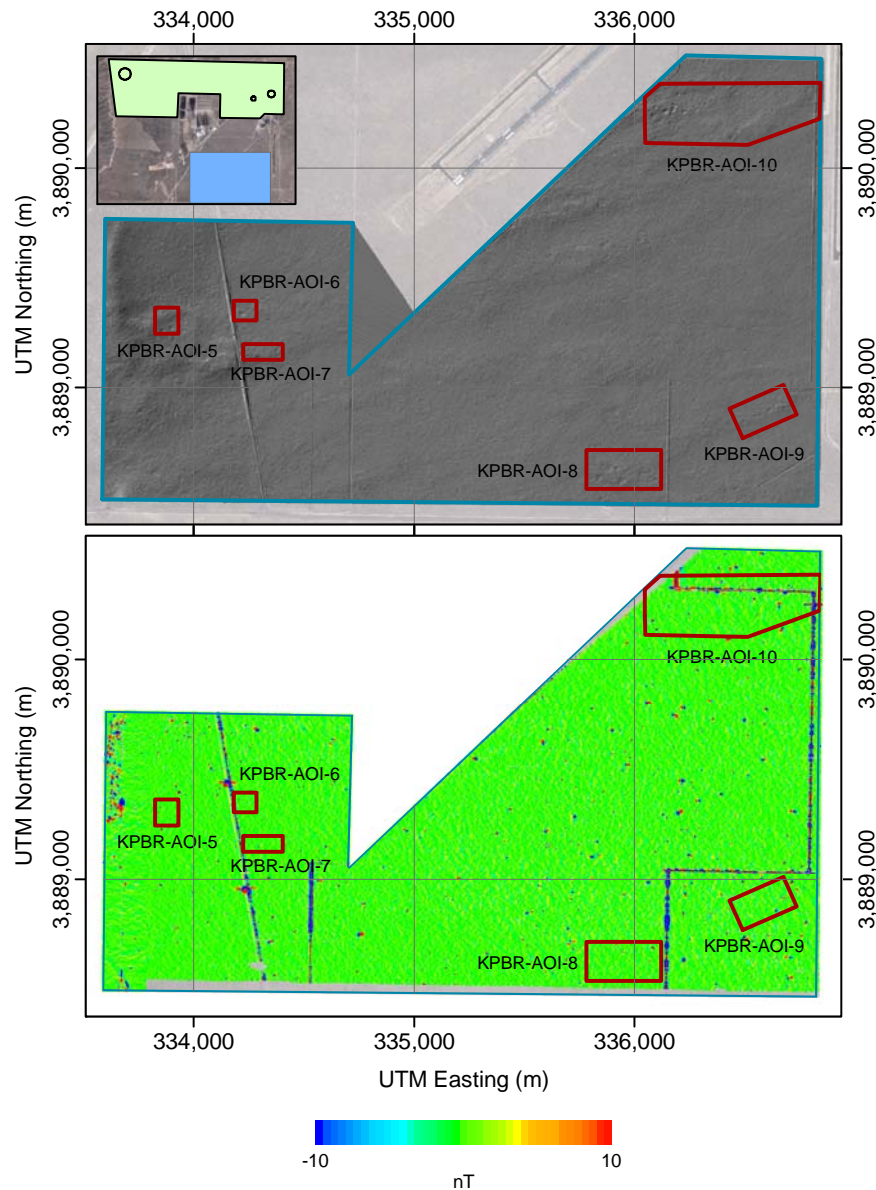 334,000 335,000 336,000
UTM Northing (m)
3,890,000
3,889,000
3,890,000
3,889,000
KPBR-AOI-10
KPBR-AOI-6
KPBR-AOI-5
KPBR-AOI-7
KPBR-AOI-8
KPBR-AOI-9
UTM Northing (m)
3,890,000
3,889,000
3,890,000
3,889,000
KPBR-AOI-10
KPBR-AOI-6
KPBR-AOI-5
KPBR-AOI-7
KPBR-AOI-8
KPBR-AOI-9
334,000 335,000 336,000
UTM Easting (m)
-10 10
nT